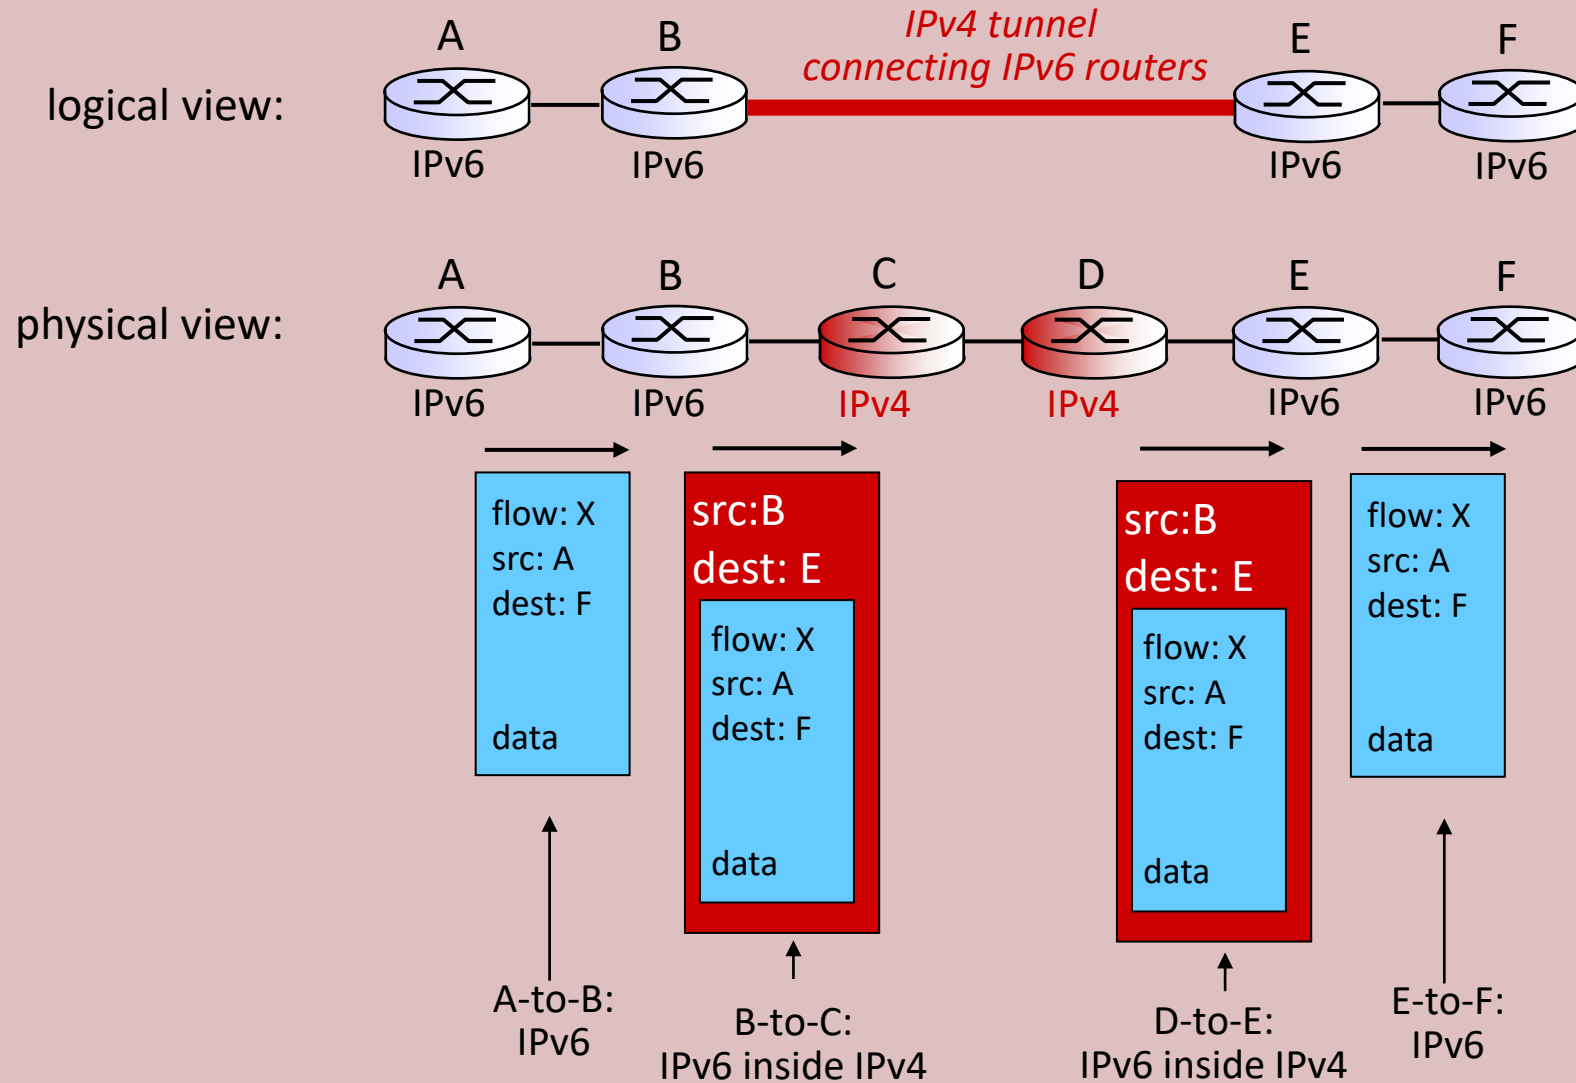 A
B
IPv4 tunnel
connecting IPv6 routers
E
F
logical view:
IPv6
IPv6
IPv6
IPv6
A
B
C
D
E
F
physical view:
IPv6
IPv6
IPv4
IPv4
IPv6
IPv6
flow: X
src: A
dest: F
data
src:B
dest: E
flow: X
src: A
dest: F
data
src:B
dest: E
flow: X
src: A
dest: F
data
flow: X
src: A
dest: F
data
A-to-B:
IPv6
B-to-C:
IPv6 inside IPv4
D-to-E:
IPv6 inside IPv4
E-to-F:
IPv6